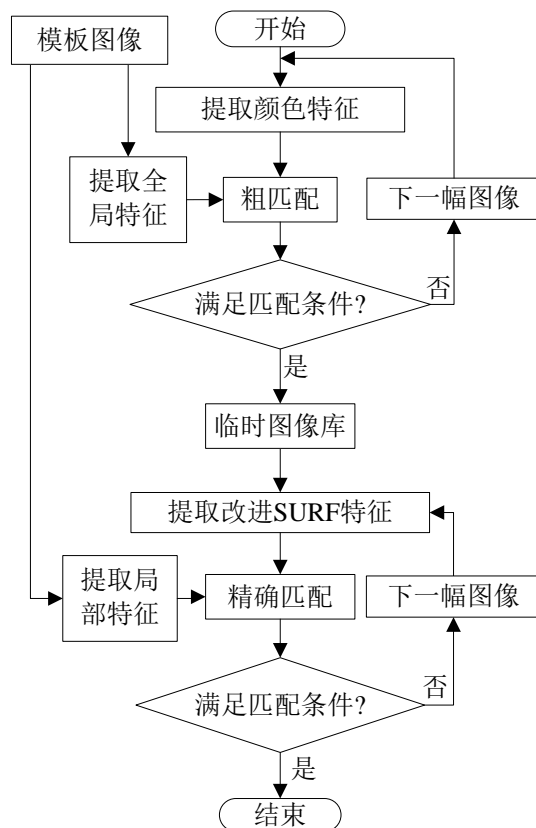 模板图像
开始
提取颜色特征
提取全
局特征
粗匹配
下一幅图像
满足匹配条件?
否
是
临时图像库
提取改进SURF特征
提取局
部特征
精确匹配
下一幅图像
满足匹配条件?
否
是
结束